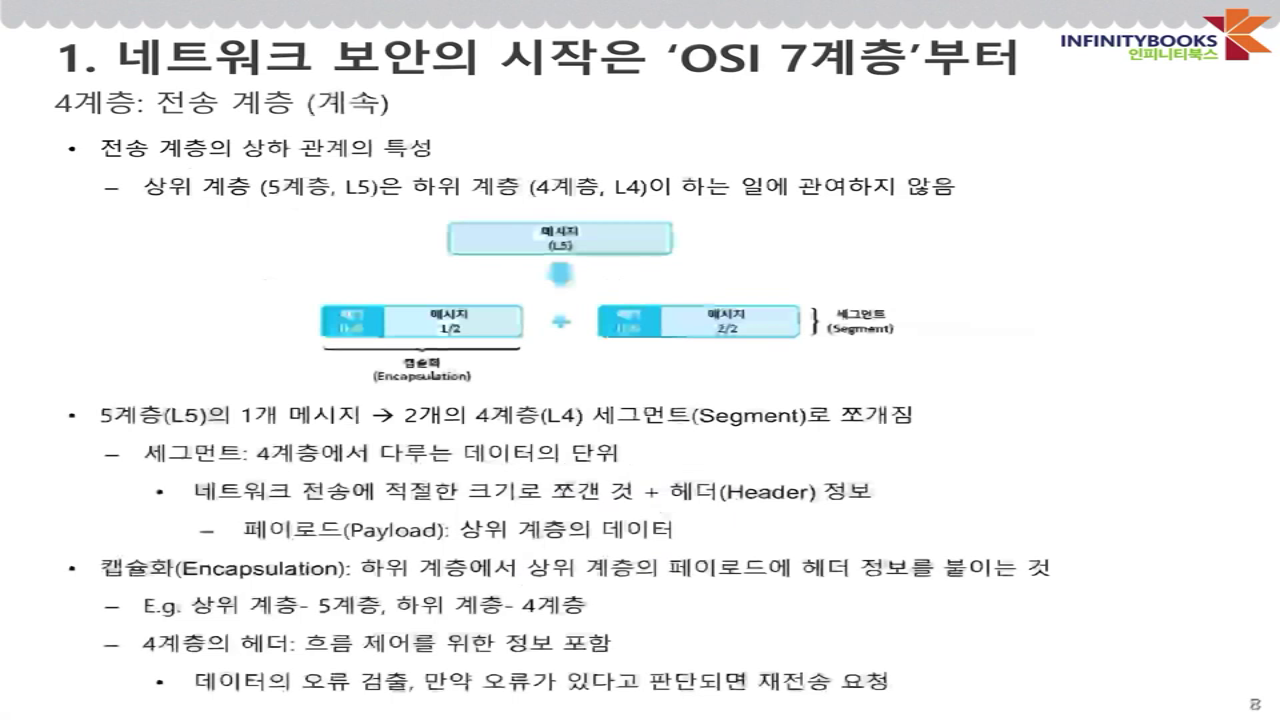 1. 네트워크 보안의 시작은 ‘OSI 7계층’부터
INFINITYBOOKS
인피니티북스
4계층: 전송 계층 (계속)
• 전송 계층의 상하 관계의 특성
– 상위 계층 (5계층, L5)은 하위 계층 (4계층, L4)이 하는 일에 관여하지 않음
메시지
(L5)
메시지
1/2
+
메시지
2/2
세그먼트
(Segment)
캡슐화
(Encapsulation)
• 5계층(L5)의 1개 메시지 → 2개의 4계층(L4) 세그먼트(Segment)로 쪼개짐
– 세그먼트: 4계층에서 다루는 데이터의 단위
• 네트워크 전송에 적절한 크기로 쪼갠 것 + 헤더(Header) 정보
– 페이로드(Payload): 상위 계층의 데이터
• 캡슐화(Encapsulation): 하위 계층에서 상위 계층의 페이로드에 헤더 정보를 붙이는 것
– E.g. 상위 계층- 5계층, 하위 계층- 4계층
– 4계층의 헤더: 흐름 제어를 위한 정보 포함
• 데이터의 오류 검출, 만약 오류가 있다고 판단되면 재전송 요청
8